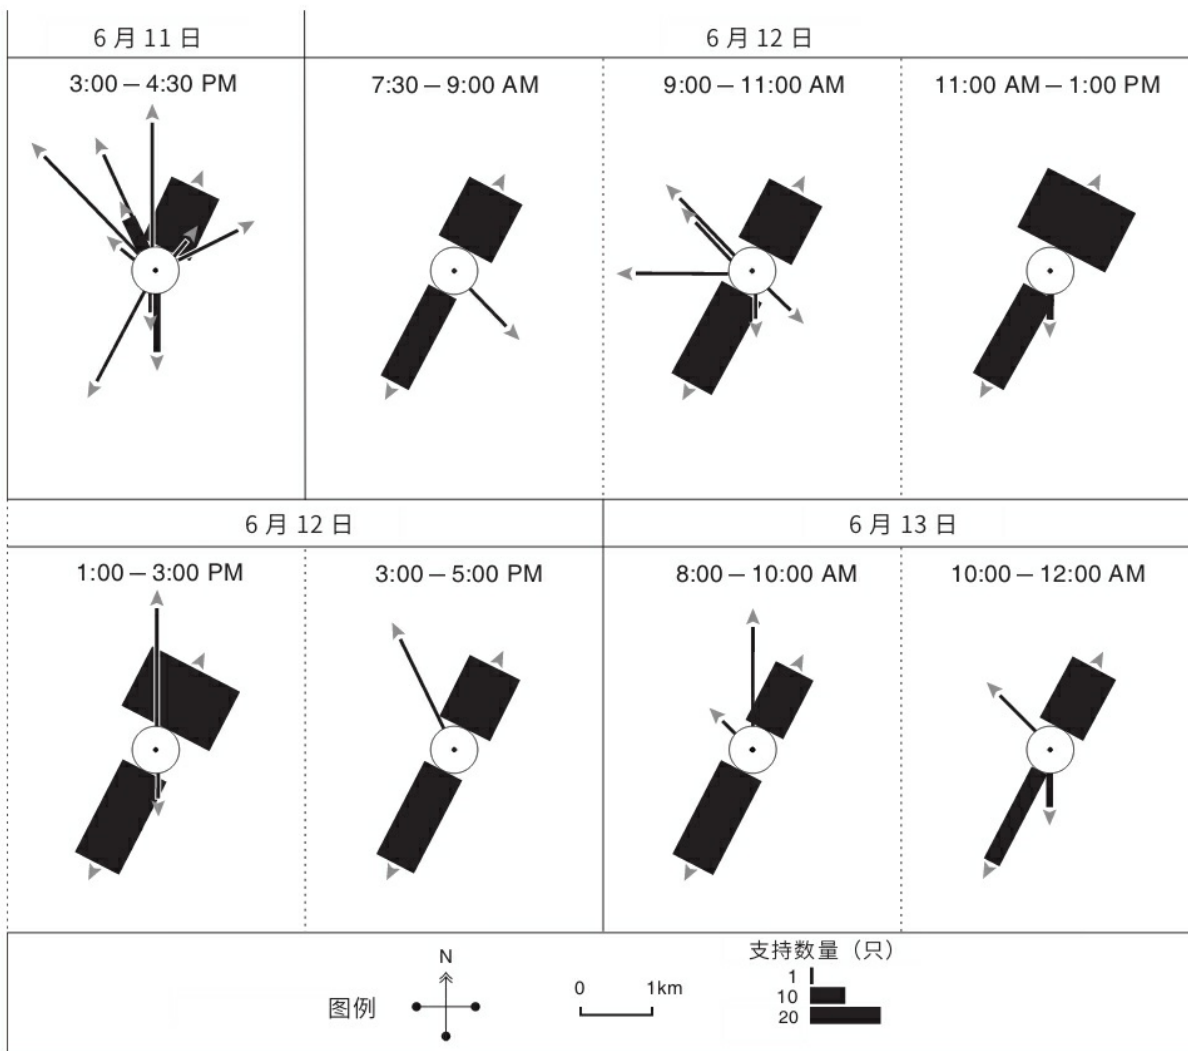 6 月 11 日
6 月 12 日
3:00 – 4:30 PM
7:30 – 9:00 AM
9:00 – 11:00 AM
11:00 AM – 1:00 PM
6 月 12 日
6 月 13 日
1:00 – 3:00 PM
3:00 – 5:00 PM
8:00 – 10:00 AM
10:00 – 12:00 AM
图例
N
0 1km
支持数量（只）
1
10
20